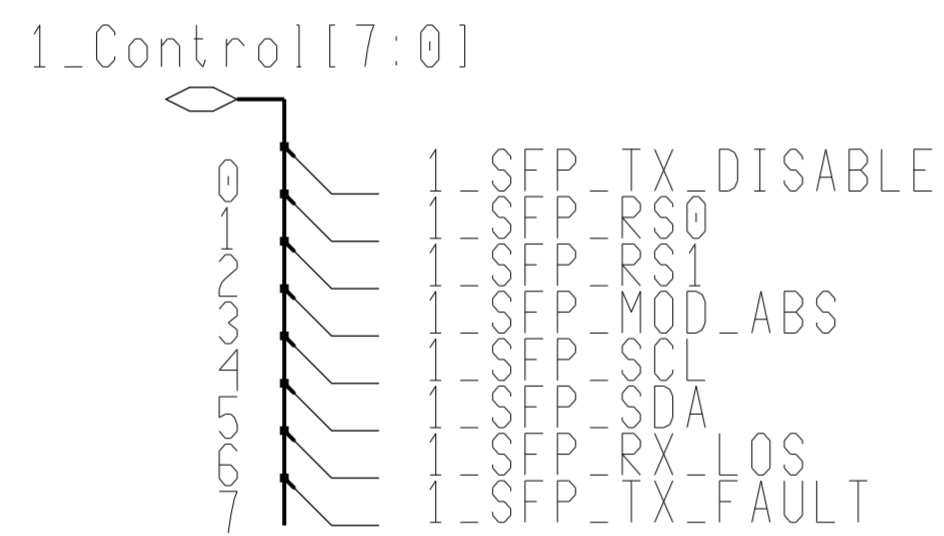 1_Control[7:0]
0 1_SFP_TX_DISABLE
1 1_SFP_RS0
2 1_SFP_RS1
3 1_SFP_MOD_ABS
4 1_SFP_SCL
5 1_SFP_SDA
6 1_SFP_RX_LOS
7 1_SFP_TX_FAULT